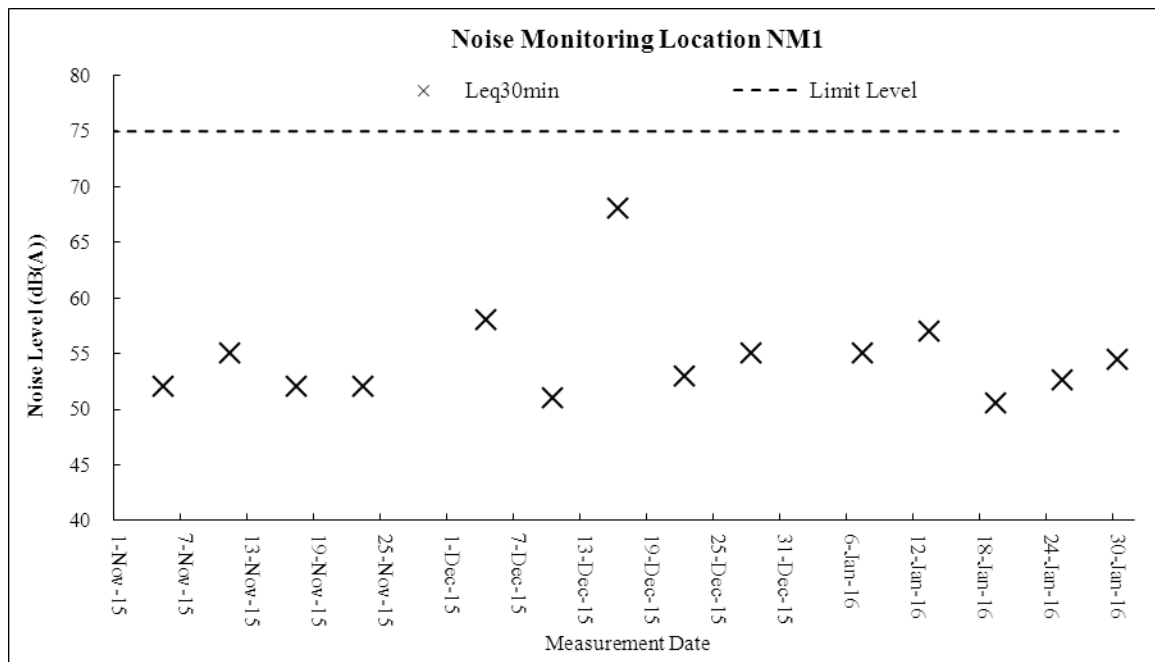 Noise Monitoring Location NM1
Leq30min
Limit Level
80
75
70
65
60
55
50
45
40
Noise Level (dB(A))
1-Nov-15
7-Nov-15
13-Nov-15
19-Nov-15
25-Nov-15
1-Dec-15
7-Dec-15
13-Dec-15
19-Dec-15
25-Dec-15
31-Dec-15
6-Jan-16
12-Jan-16
18-Jan-16
24-Jan-16
30-Jan-16
Measurement Date